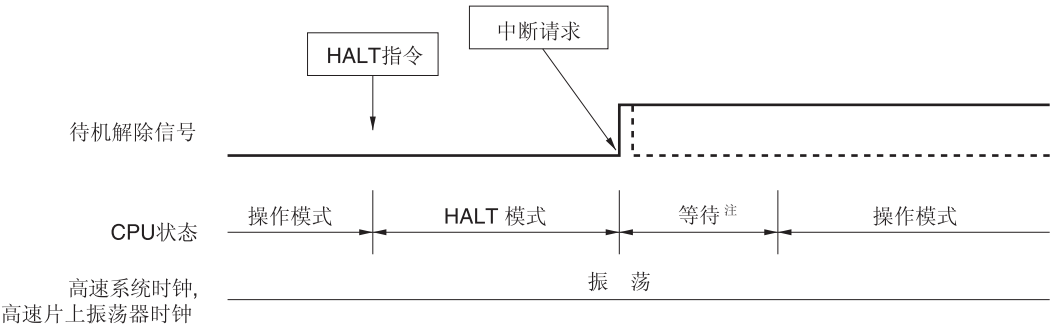 中断请求
HALT指令
待机解除信号
操作模式
HALT 模式
等待注
操作模式
CPU状态
振 荡
高速系统时钟,
高速片上振荡器时钟